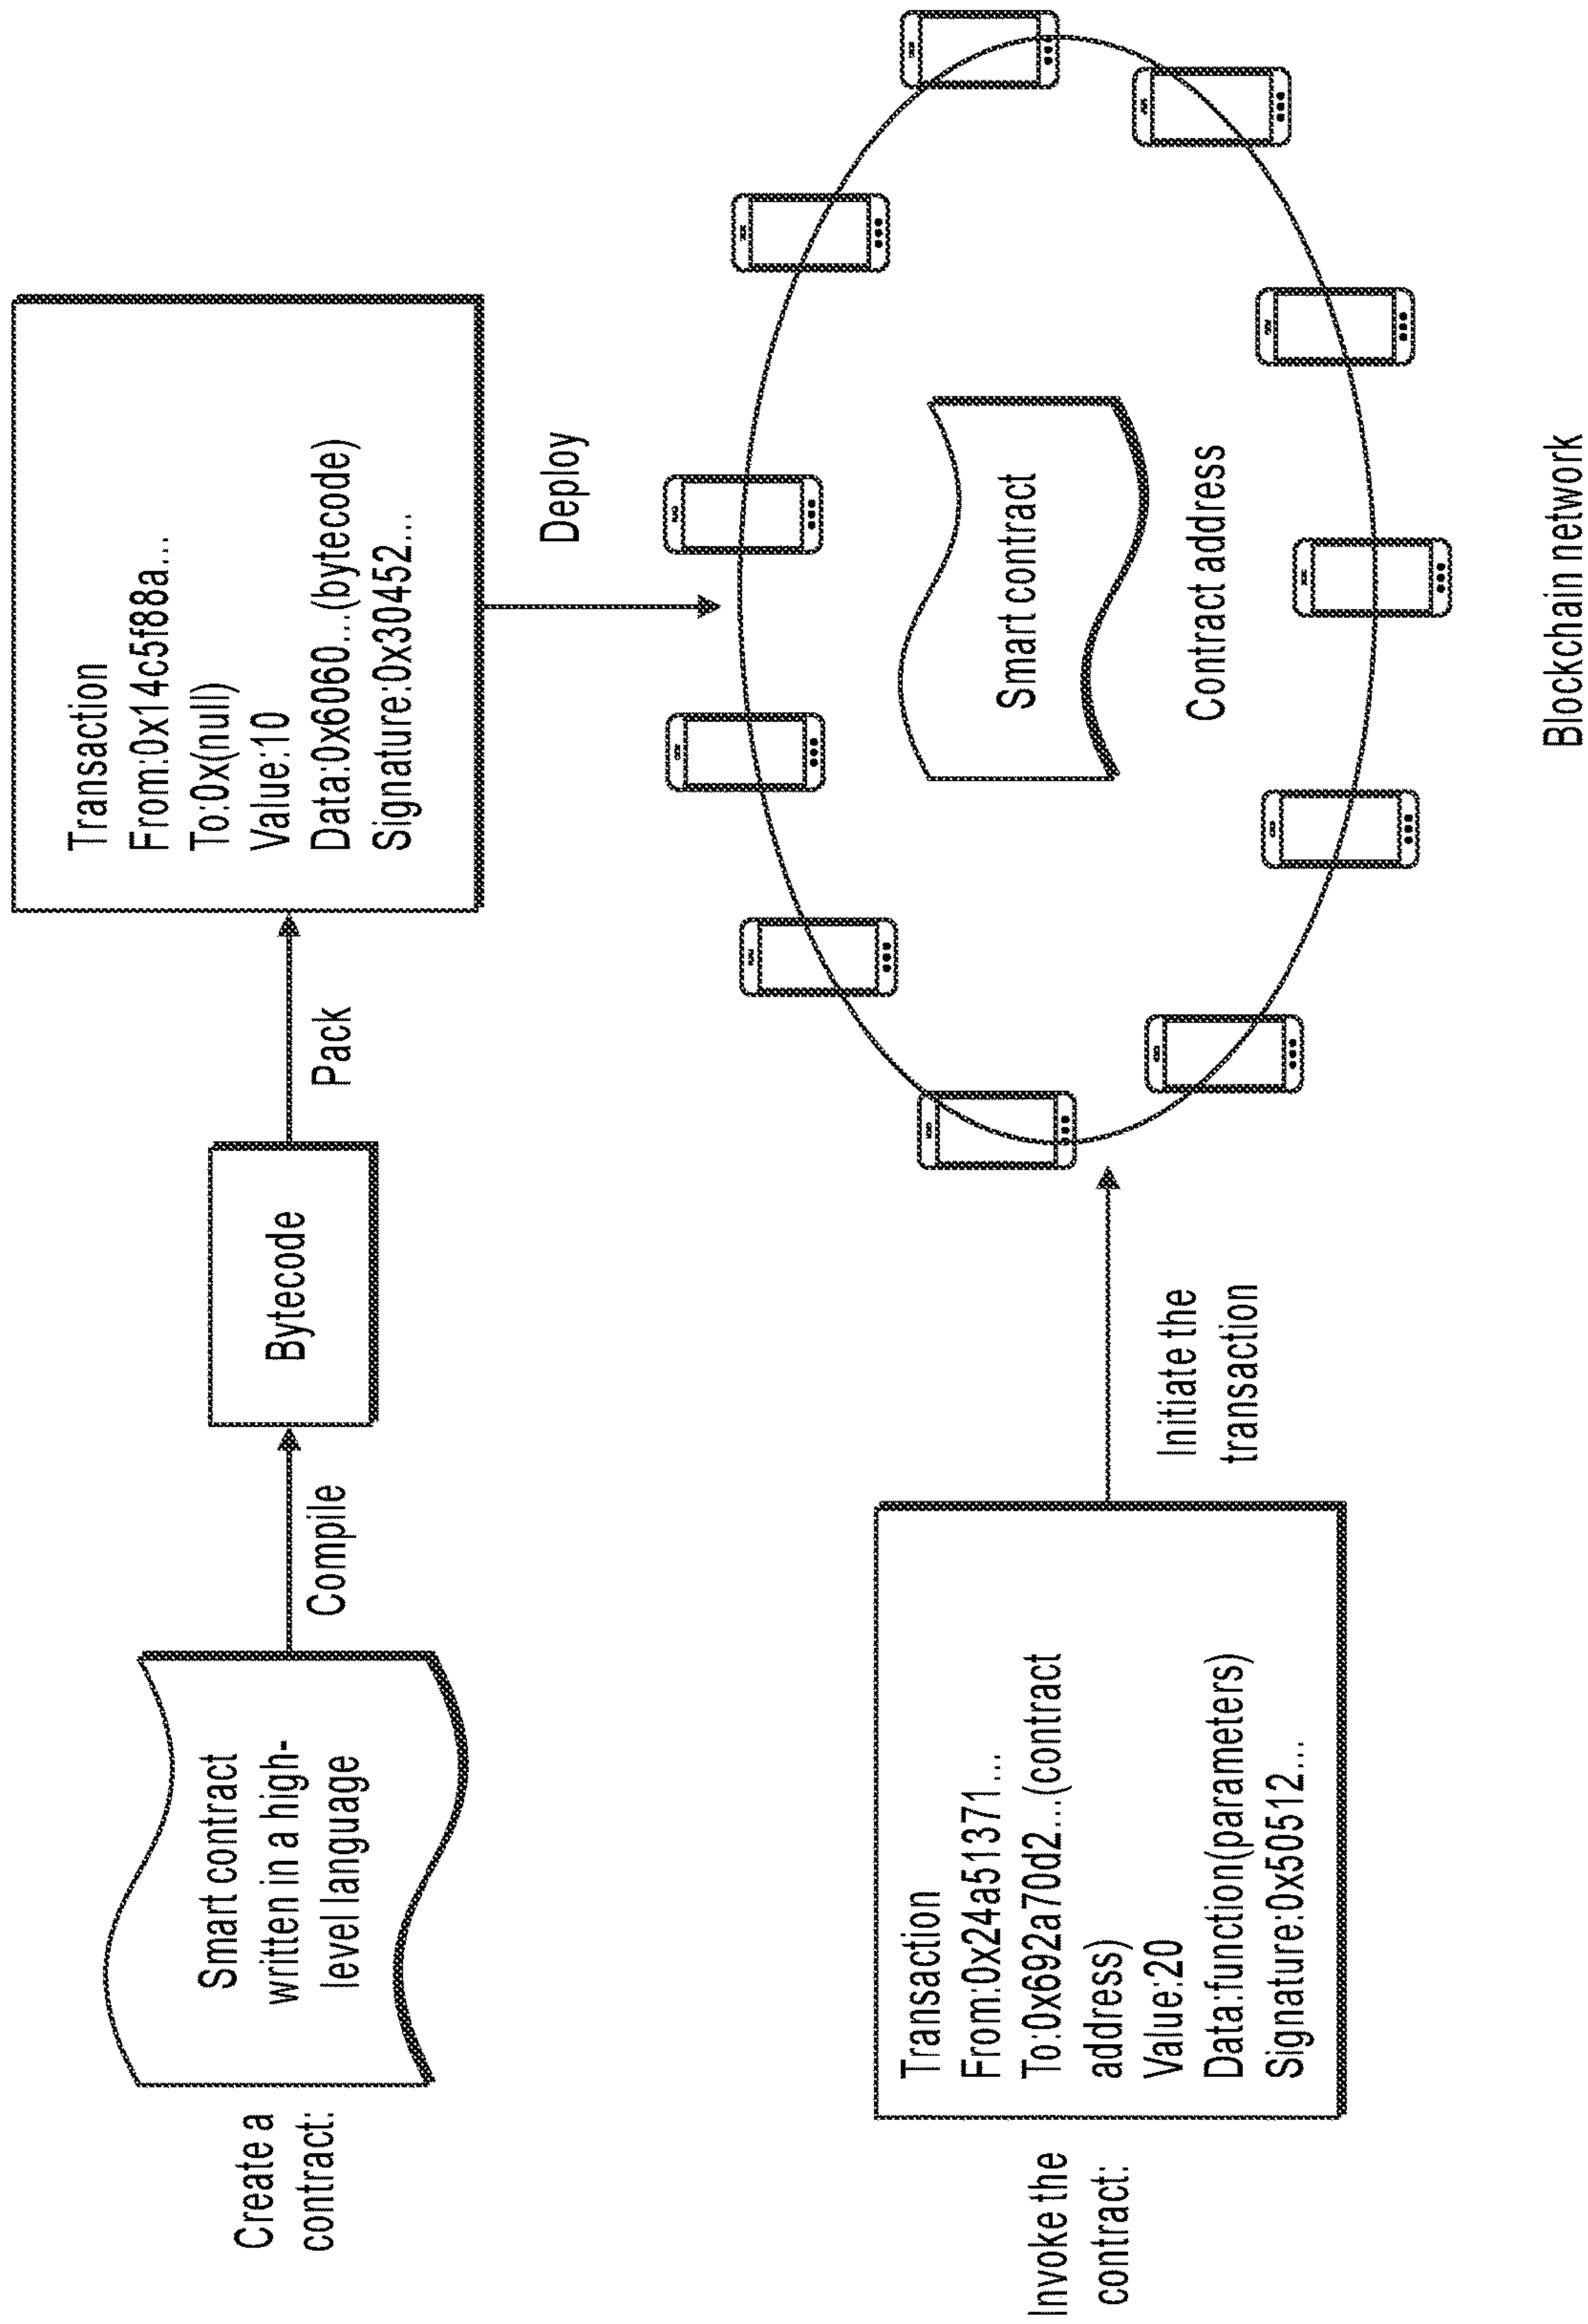 Create a
contract:
Smart contract
written in a high-
level language
Compile
Bytecode
Pack
Transaction
From:0x14c5f88a...
To:0x(null)
Value:10
Data:0x6060...(bytecode)
Signature:0x30452...
Deploy
Invoke the
contract:
Transaction
From:0x24a51371...
To:0x692a70d2...(contract
address)
Value:20
Data:function(parameters)
Signature:0x50512...
Initiate the
transaction
Smart contract
Contract address
Blockchain network